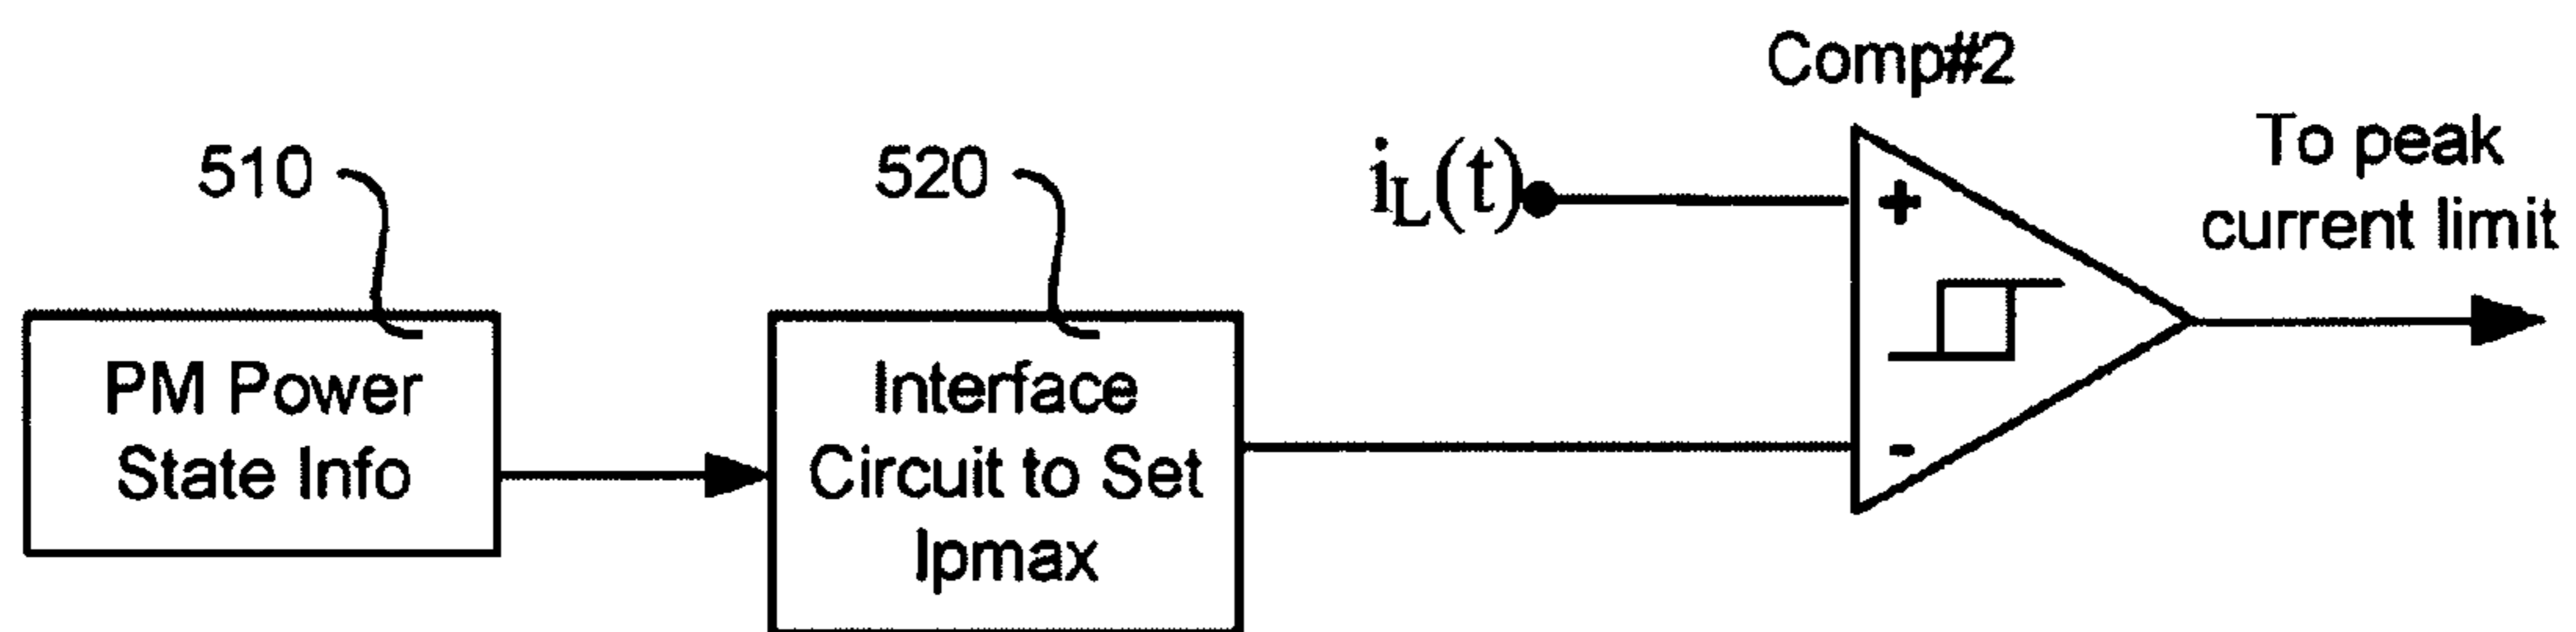 Comp#2
510
520
iL(t)
+
To peak
current limit
PM Power
State Info
Interface
Circuit to Set
Ipmax
-